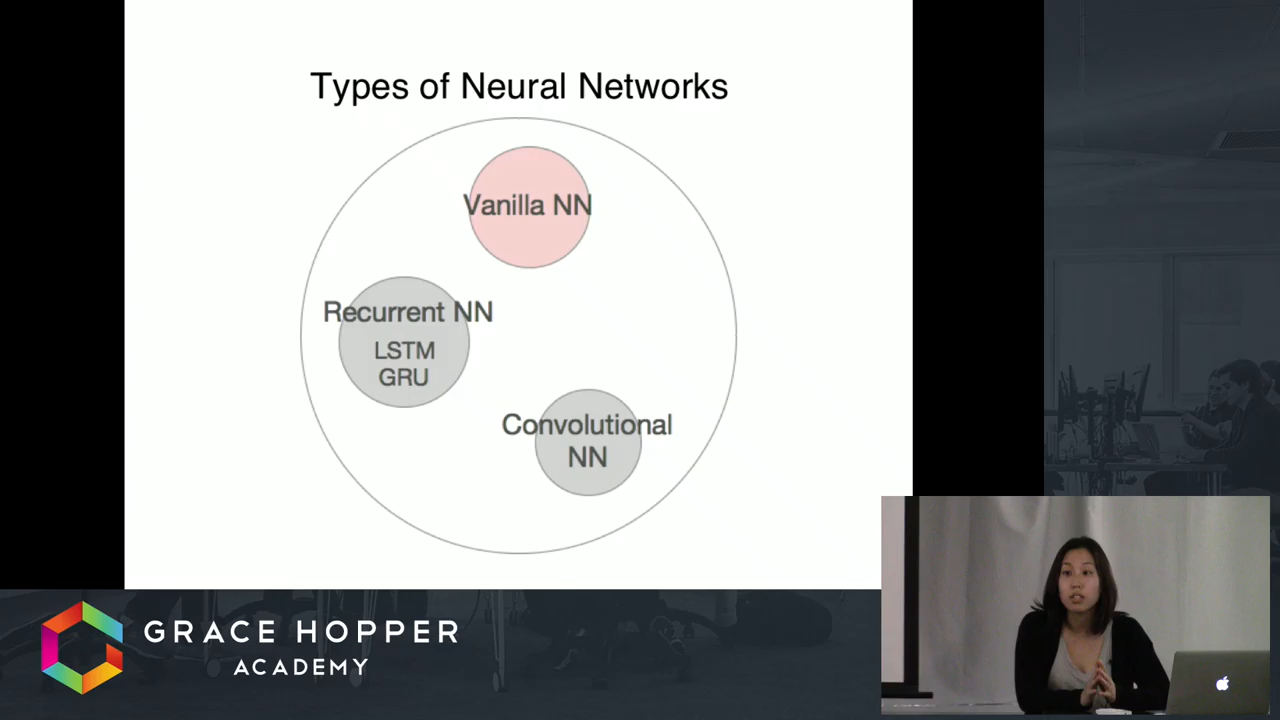 Types of Neural Networks
Vanilla NN
Recurrent NN
LSTM
GRU
Convolutional
NN
GRACE HOPPER
ACADEMY